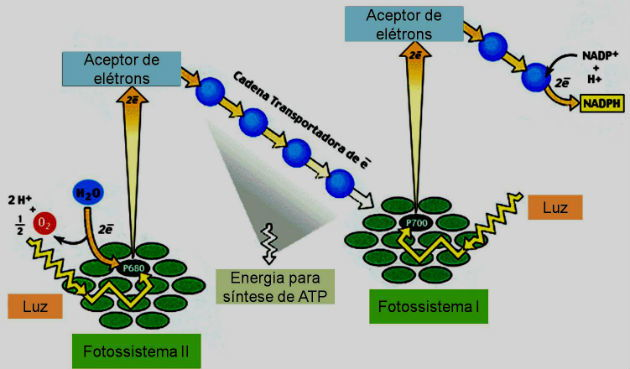 Aceptor de
elétrons
2ē
Cadena Transportadora de ē
Aceptor de
elétrons
2ē
NADP⁺
+
H+
2ē
NADPH
2 H⁺
+
1/2
O₂
H₂O
2ē
P680
Luz
Fotossistema II
Energia para
síntese de ATP
P700
Luz
Fotossistema I